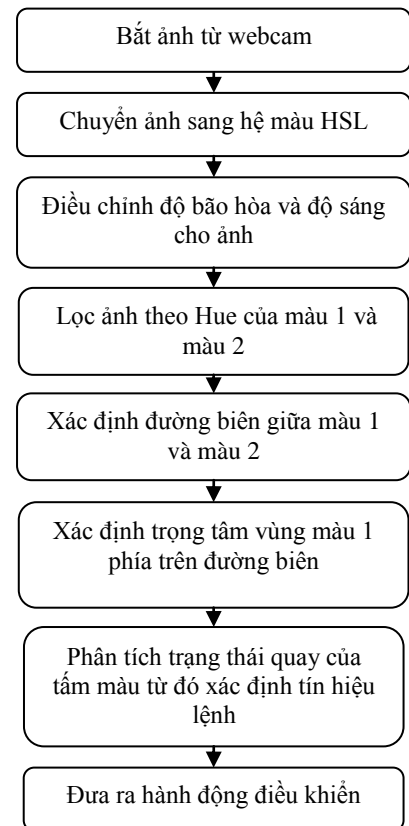 Bắt ảnh từ webcam
Chuyển ảnh sang hệ màu HSL
Điều chỉnh độ bão hòa và độ sáng
cho ảnh
Lọc ảnh theo Hue của màu 1 và
màu 2
Xác định đường biên giữa màu 1
và màu 2
Xác định trọng tâm vùng màu 1
phía trên đường biên
Phân tích trạng thái quay của
tấm màu từ đó xác định tín hiệu
lệnh
Đưa ra hành động điều khiển